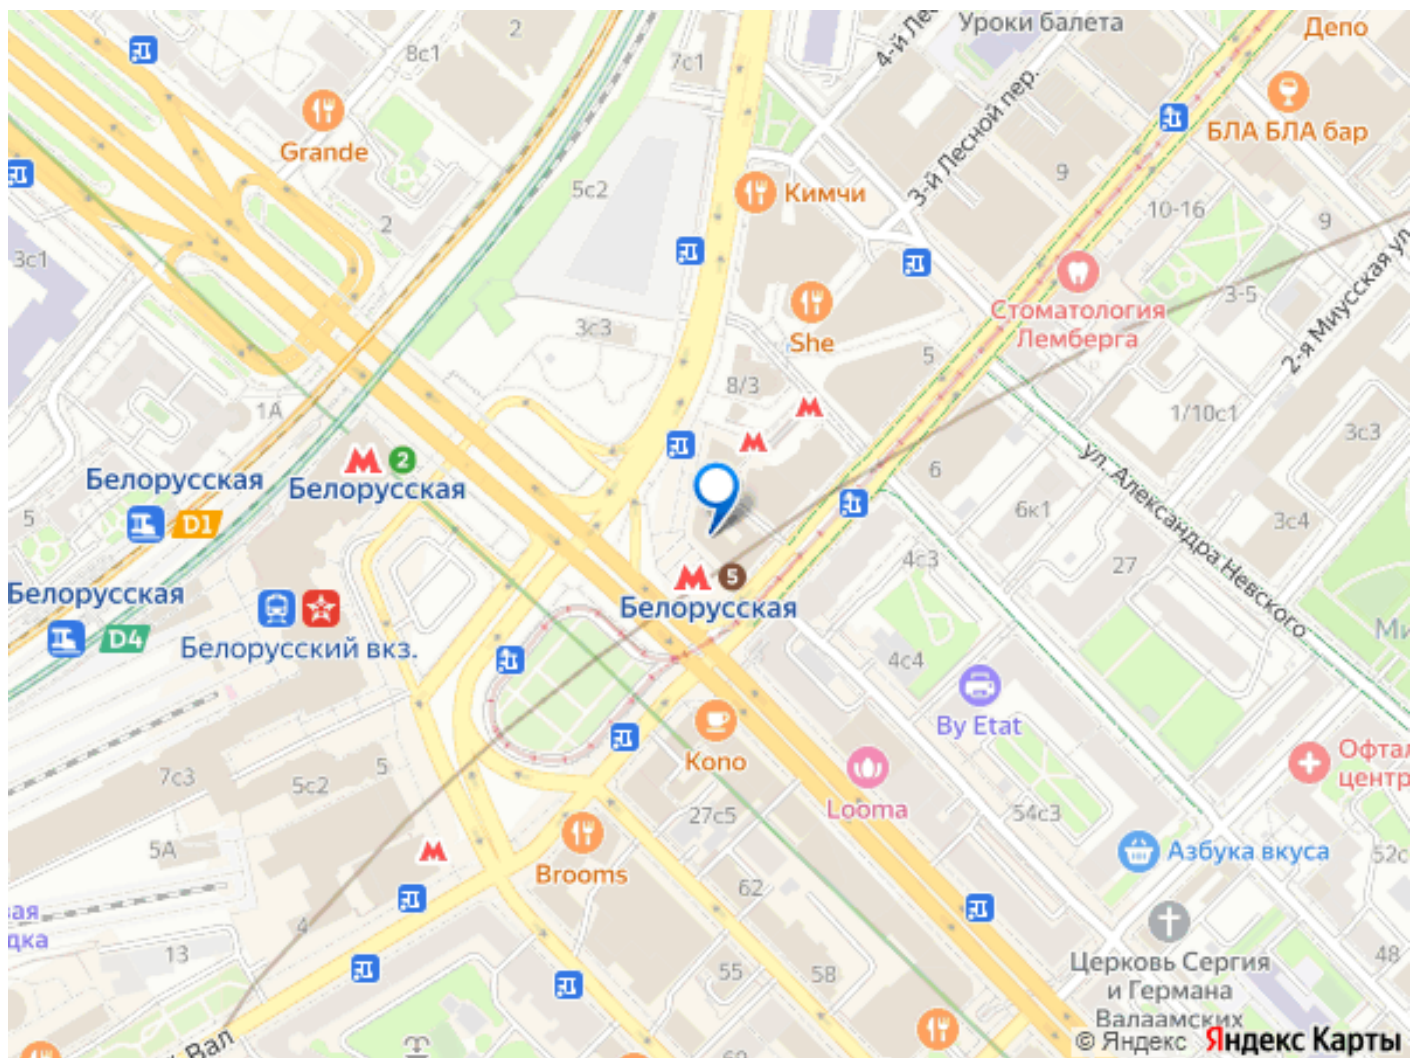 Уроки балета
Депо
2
8с1
7с1
4-й
3-й Лесной пер.
БЛА БЛА бар
Grande
5с2
Кимчи
9
10-16
9
2
3с1
Стоматология
Лемберга
3-5
2-я Миусская ул.
She
3с3
5
8/3
1А
1/10с1
3с3
Белорусская
2
Белорусская
6
ул. Александра Невского
5
D1
6к1
3с4
4с3
27
Белорусская
5
Белорусская
D4
Белорусский вкз.
4с4
By Etat
Kono
7с3
5
5с2
Looma
27с5
54с3
5А
Brooms
Азбука вкуса
62
4
13
48
55
58
Церковь Сергия
и Германа
Валаамских
Вал
© Яндекс Яндекс Карты